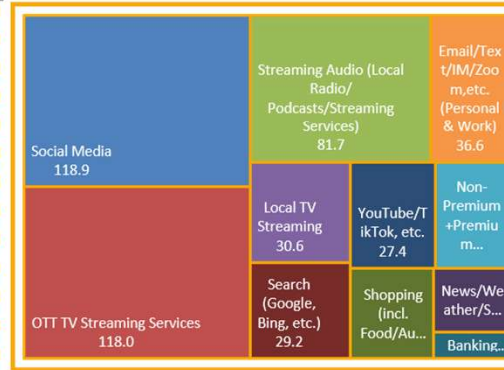 Social Media
118.9
OTT TV Streaming Services
118.0
Streaming Audio (Local
Radio/
Podcasts/Streaming
Services)
81.7
Email/Tex
t/IM/Zoo
m,etc.
(Personal
& Work)
36.6
Local TV
Streaming
30.6
YouTube/T
ikTok, etc.
27.4
Non-
Premium
+Premiu
m...
Search
(Google,
Bing, etc.)
29.2
Shopping
(incl.
Food/Au...
News/We
ather/S...
Banking...